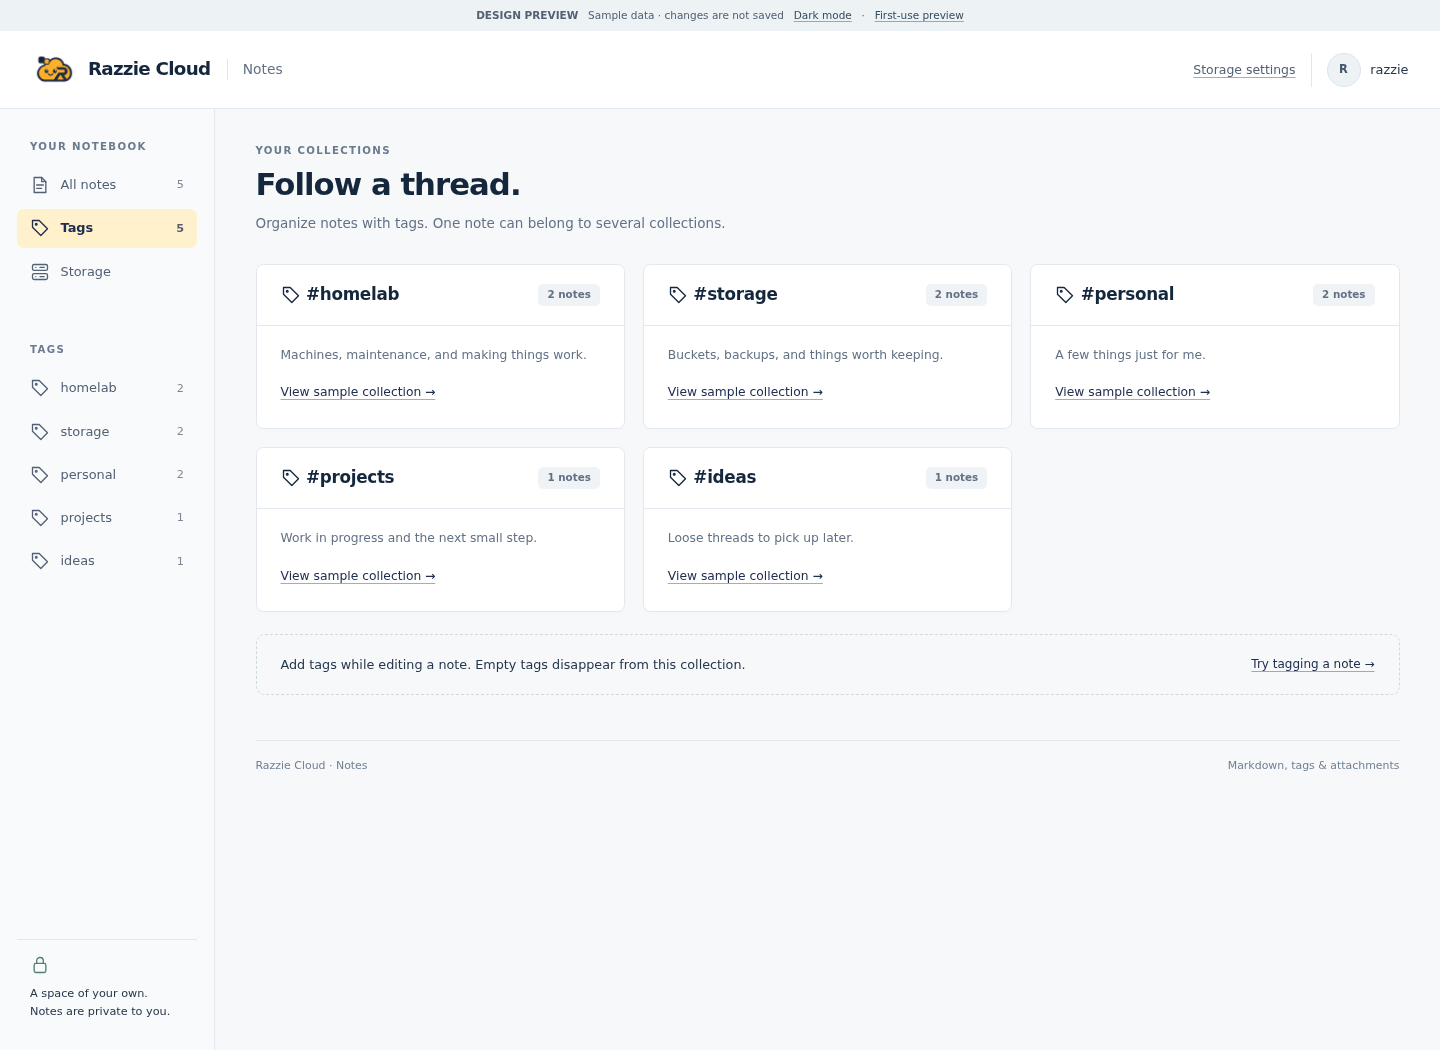 DESIGN PREVIEW Sample data · changes are not saved Dark mode · First-use preview
Razzie Cloud Notes
Storage settings R razzie
YOUR NOTEBOOK
All notes 5
Tags 5
Storage
TAGS
homelab 2
storage 2
personal 2
projects 1
ideas 1
A space of your own.
Notes are private to you.
YOUR COLLECTIONS
Follow a thread.
Organize notes with tags. One note can belong to several collections.
#homelab 2 notes
Machines, maintenance, and making things work.
View sample collection →
#storage 2 notes
Buckets, backups, and things worth keeping.
View sample collection →
#personal 2 notes
A few things just for me.
View sample collection →
#projects 1 notes
Work in progress and the next small step.
View sample collection →
#ideas 1 notes
Loose threads to pick up later.
View sample collection →
Add tags while editing a note. Empty tags disappear from this collection.
Try tagging a note →
Razzie Cloud · Notes
Markdown, tags & attachments